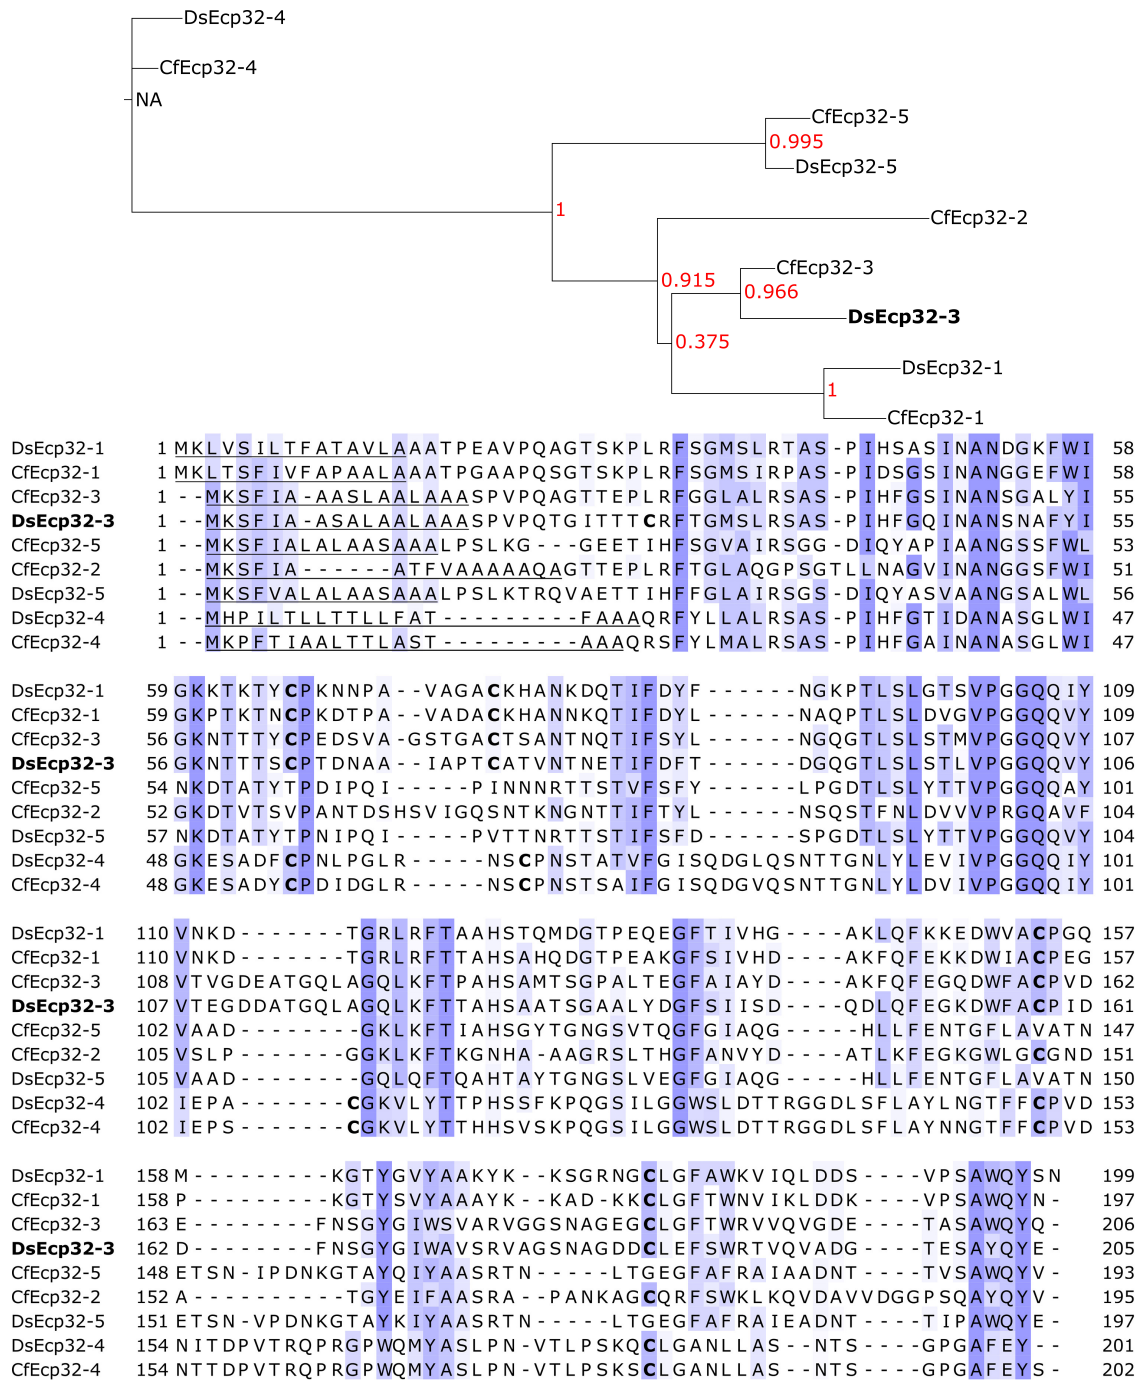 DsEcp32-4
CfEcp32-4
NA
CfEcp32-5
0.995
DsEcp32-5
1
CfEcp32-2
CfEcp32-3
0.915
0.966
DsEcp32-3
0.375
DsEcp32-1
1
CfEcp32-1
DsEcp32-1 1 MKLVSILTFATAVLAAATPEAVPQAGTSKPLRFSGMSLRTAS-PIHSASINANDGKFWI 58
CfEcp32-1 1 MKLTSFIVFAPAALAAATPGAAPQAGTSKPLRFSGMSIRPAS-PIDSGSINANGGEFWI 58
CfEcp32-3 1 --MKSFIA-AASLAALAAASPVPQAGTTEPLRFGGLALRSAS-PIHFGSINANSGALYI 55
DsEcp32-3 1 --MKSFIA-ASALAALAAASPVPQTGITTTCRFTGMSLRSAS-PIHFGQINANSNAFYI 55
CfEcp32-5 1 --MKSFIALALAASAAALPSLKG---GEETIHFSGVAIRSGG-DIQYAPIAANGSSFWL 53
CfEcp32-2 1 --MKSFIA------ATFVAAAAAQAGTTEPLRFTGLAQGPSGTLLNAGVINANGGSFWI 51
DsEcp32-5 1 --MKSFVALALAASAAALPSLKTRQVAETTIHFFGLAIRSGS-DIQYASVAANGSALWL 56
DsEcp32-4 1 --MHPILTLLTTLLFAT---------FAAAQRFYLLALRSAS-PIHFGTIDANASGLWI 47
CfEcp32-4 1 --MKPFTIAALTTLAST---------AAAQRSFYLMALRSAS-PIHFGAINANASGLWI 47
DsEcp32-1 59 GKKTKTYCPKNNPA--VAGACKHANKDQTIFDYF------NGKPTLSLGTSVPGGQQIY 109
CfEcp32-1 59 GKPTKTNCPKDTPA--VADACKHANNKQTIFDYL------NAQPTLSLDVGVPGGQQVY 109
CfEcp32-3 56 GKNTTTYCPEDSVA-GSTGACTSANTNQTIFSYL------NGQGTLSLSTMVPGGQQVY 107
DsEcp32-3 56 GKNTTTSCPTDNAA--IAPTCATVNTNETIFDFT------DGQGTLSLSTLVPGGQQVY 106
CfEcp32-5 54 NKDTATYTPDIPQI-----PINNNRTTSTVFSFY------LPGDTLSLYTTVPGGQQAY 101
CfEcp32-2 52 GKDTVTSVPANTDSHSVIGQSNTKNGNTTIFTYL------NSQSTFNLDVVVPRGQAVF 104
DsEcp32-5 57 NKDTATYTPNIPQI-----PVTTNRTTSTIFSFD------SPGDTLSLYTTVPGGQQVY 104
DsEcp32-4 48 GKESADFCPNLPGLR-----NSCPNSTATVFGISQDGLQSNTTGNLYLEVIVPGGQQIY 101
CfEcp32-4 48 GKESADYCPDIDGLR-----NSCPNSTSAIFGISQDGVQSNTTGNLYLDVIVPGGQQIY 101
DsEcp32-1 110 VNKD-------TGRLRFTAAHSTQMDGTPEQEGFTIVHG----AKLQFKKEDWVACPGQ 157
CfEcp32-1 110 VNKD-------TGRLRFTTAHSAHQDGTPEAKGFSIVHD----AKFQFEKKDWIACPEG 157
CfEcp32-3 108 VTVGDEATGQLAGQLKFTPAHSAMTSGPALTEGFAIAYD----AKFQFEGQDWFACPVD 162
DsEcp32-3 107 VTEGDDATGQLAGQLKFTTAHSAATSGAALYDGFSIISD----QDLQFEGKDWFACPID 161
CfEcp32-5 102 VAAD--------GKLKFTIAHSGYTGNGSVTQGFGIAQG----HLLFENTGFLAVATN 147
CfEcp32-2 105 VSLP-------GGKLKFTKGNHA-AAGRSLTHGFANVYD----ATLKFEGKGWLGCGND 151
DsEcp32-5 105 VAAD--------GQLQFTQAHTAYTGNGSLVEGFGIAQG----HLLFENTGFLAVATN 150
DsEcp32-4 102 IEPA-------CGKVLYTTPHSSFKPQGSILGGWSLDTTRGGDLSFLAYLNGTFFCPVD 153
CfEcp32-4 102 IEPS-------CGKVLYTTHHSVSKPQGSILGGWSLDTTRGGDLSFLAYNNGTFFCPVD 153
DsEcp32-1 158 M---------KGTYGVYAAKYK--KSGRNGCLGFAWKVIQLDDS----VPSAWQYSN 199
CfEcp32-1 158 P---------KGTYSVYAAAYK--KAD-KKCLGFTWNVIKLDDK----VPSAWQYN- 197
CfEcp32-3 163 E--------FNSGYGIWSVARVGGSNAGEGCLGFTWRVVQVGDE----TASAWQYQ- 206
DsEcp32-3 162 D--------FNSGYGIWAVSRVAGSNAGDDCLEFSWRTVQVADG----TESAYQYE- 205
CfEcp32-5 148 ETSN-IPDNKGTAYQIYAASRTN-----LTGEGFAFRAIAADNT----TVSAWQYV- 193
CfEcp32-2 152 A---------TGYEIFAASRA--PANKAGCQRFSWKLKQVDAVVDGGPSQAYQYV- 195
DsEcp32-5 151 ETSN-VPDNKGTAYKIYAASRTN-----LTGEGFAFRAIEADNT----TIPAWQYE- 197
DsEcp32-4 154 NITDPVTRQPRGPWQMYASLPN-VTLPSKQCLGANLLAS--NTS----GPGAFEYS- 201
CfEcp32-4 154 NTTDPVTRQPRGPWQMYASLPN-VTLPSKSCLGANLLAS--NTS----GPGAFEYS- 202